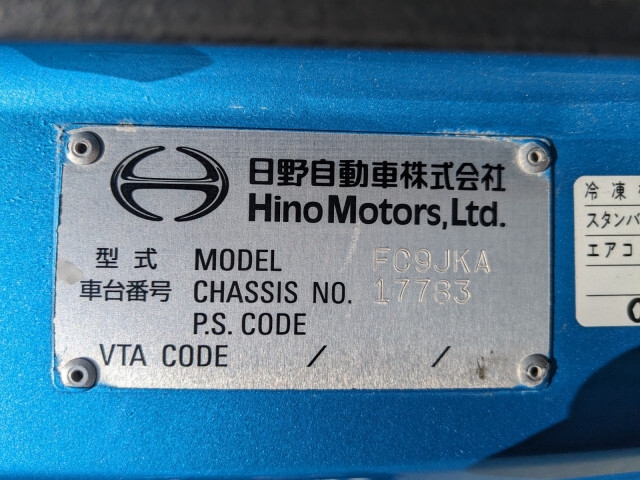 日野自動車株式会社
Hino Motors, Ltd.
型式 MODEL FC9JKA
車台番号 CHASSIS NO. 17783
P.S. CODE
VTA CODE / /
冷凍
スタンバ
エアコ